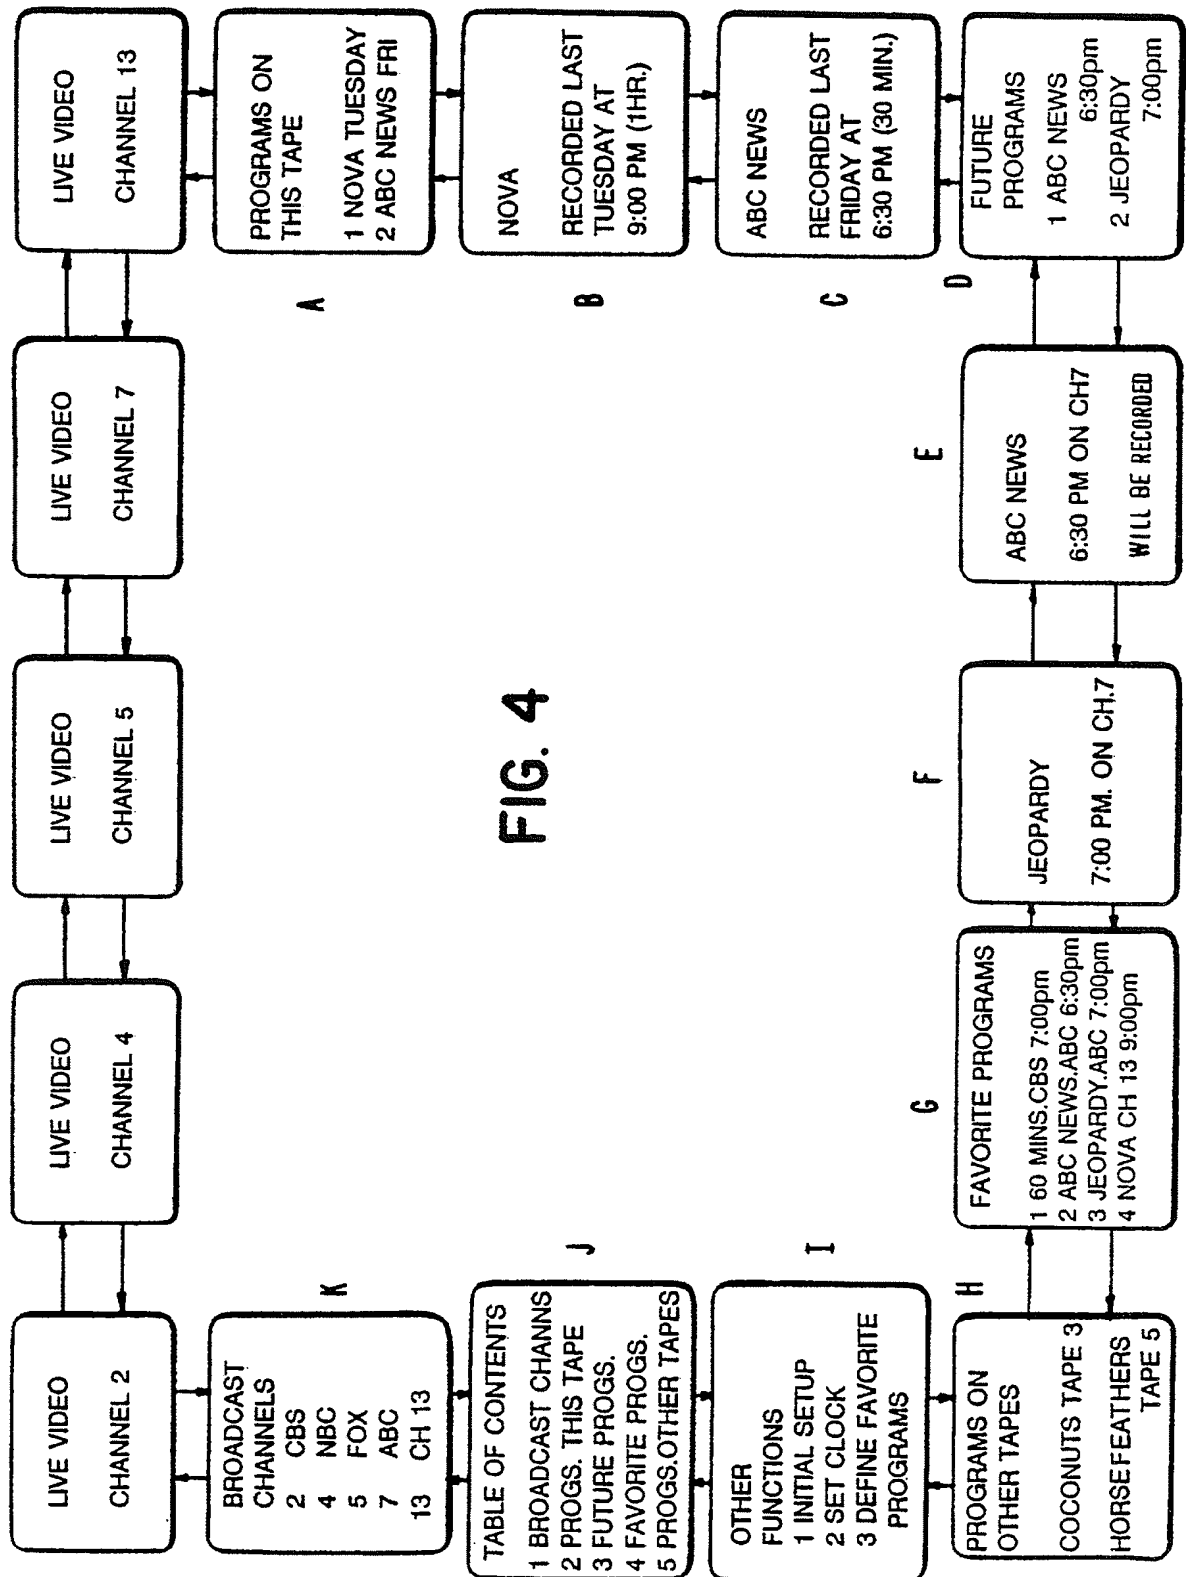 LIVE VIDEO
CHANNEL 2
LIVE VIDEO
CHANNEL 4
LIVE VIDEO
CHANNEL 5
LIVE VIDEO
CHANNEL 7
LIVE VIDEO
CHANNEL 13
A
PROGRAMS ON
THIS TAPE
1 NOVA TUESDAY
2 ABC NEWS FRI
B
NOVA
RECORDED LAST
TUESDAY AT
9:00 PM (1HR.)
C
ABC NEWS
RECORDED LAST
FRIDAY AT
6:30 PM (30 MIN.)
D
FUTURE
PROGRAMS
1 ABC NEWS
6:30pm
2 JEOPARDY
7:00pm
E
ABC NEWS
6:30 PM ON CH7
WILL BE RECORDED
F
JEOPARDY
7:00 PM. ON CH.7
G
FAVORITE PROGRAMS
1 60 MINS.CBS 7:00pm
2 ABC NEWS.ABC 6:30pm
3 JEOPARDY.ABC 7:00pm
4 NOVA CH 13 9:00pm
H
PROGRAMS ON
OTHER TAPES
COCONUTS TAPE 3
HORSEFEATHERS
TAPE 5
I
OTHER
FUNCTIONS
1 INITIAL SETUP
2 SET CLOCK
3 DEFINE FAVORITE
PROGRAMS
J
TABLE OF CONTENTS
1 BROADCAST CHANNS
2 PROGS. THIS TAPE
3 FUTURE PROGS.
4 FAVORITE PROGS.
5 PROGS.OTHER TAPES
K
BROADCAST
CHANNELS
2 CBS
4 NBC
5 FOX
7 ABC
13 CH 13
FIG. 4